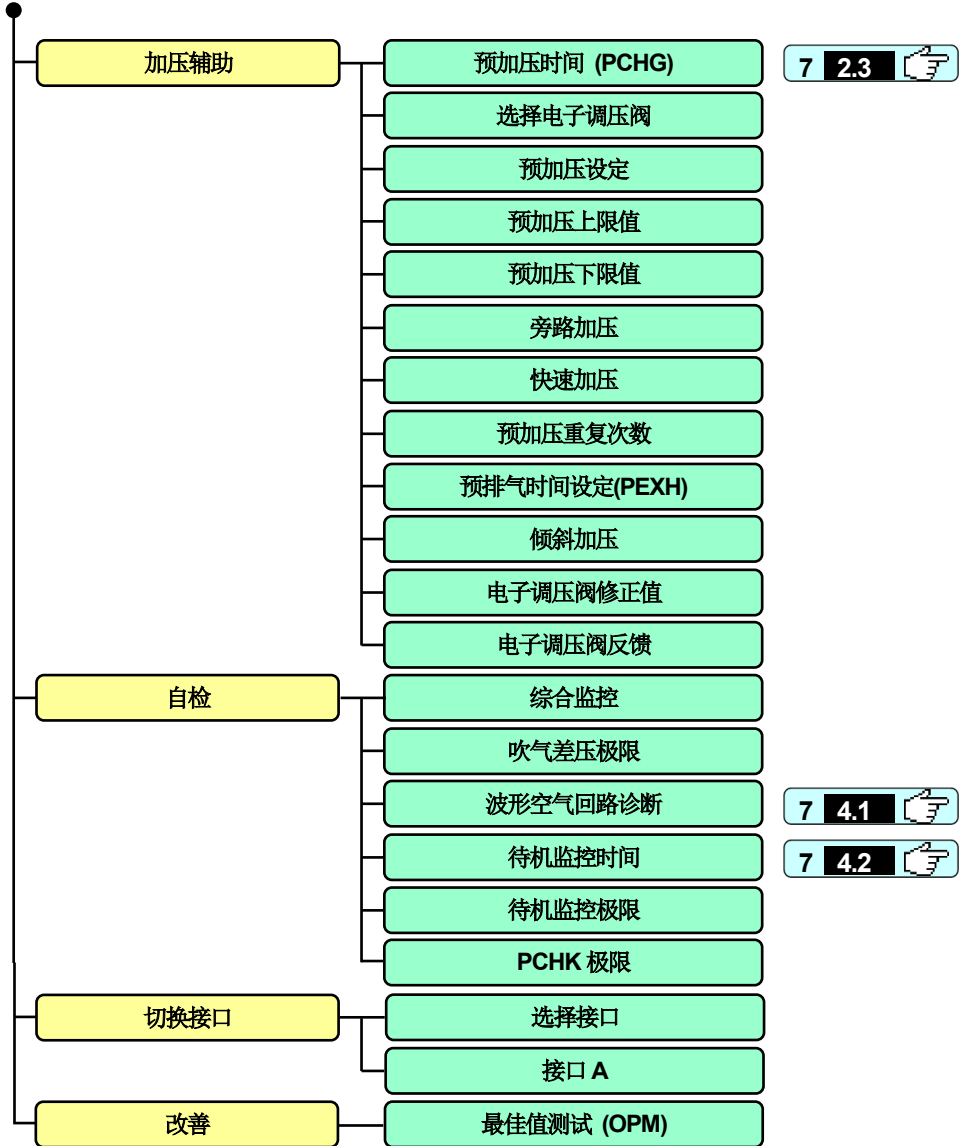 加压辅助
预加压时间 (PCHG)
7 2.3
选择电子调压阀
预加压设定
预加压上限值
预加压下限值
旁路加压
快速加压
预加压重复次数
预排气时间设定(PEXH)
倾斜加压
电子调压阀修正值
电子调压阀反馈
自检
综合监控
吹气差压极限
波形空气回路诊断
7 4.1
待机监控时间
7 4.2
待机监控极限
PCHK 极限
切换接口
选择接口
接口 A
改善
最佳值测试 (OPM)